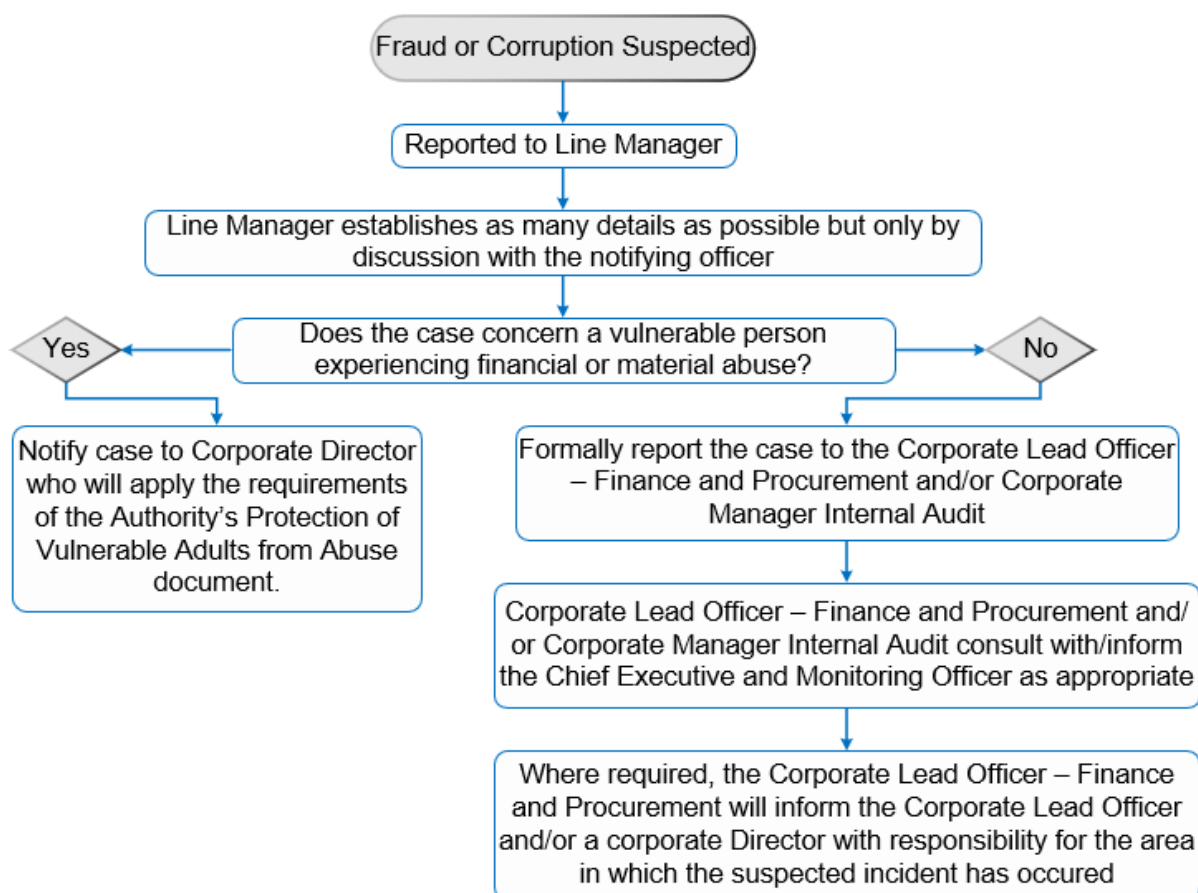 Fraud or Corruption Suspected
Reported to Line Manager
Line Manager establishes as many details as possible but only by
discussion with the notifying officer
Does the case concern a vulnerable person
experiencing financial or material abuse?
Yes
No
Notify case to Corporate Director
who will apply the requirements
of the Authority’s Protection of
Vulnerable Adults from Abuse
document.
Formally report the case to the Corporate Lead Officer
– Finance and Procurement and/or Corporate
Manager Internal Audit
Corporate Lead Officer – Finance and Procurement and/
or Corporate Manager Internal Audit consult with/inform
the Chief Executive and Monitoring Officer as appropriate
Where required, the Corporate Lead Officer – Finance
and Procurement will inform the Corporate Lead Officer
and/or a corporate Director with responsibility for the area
in which the suspected incident has occured